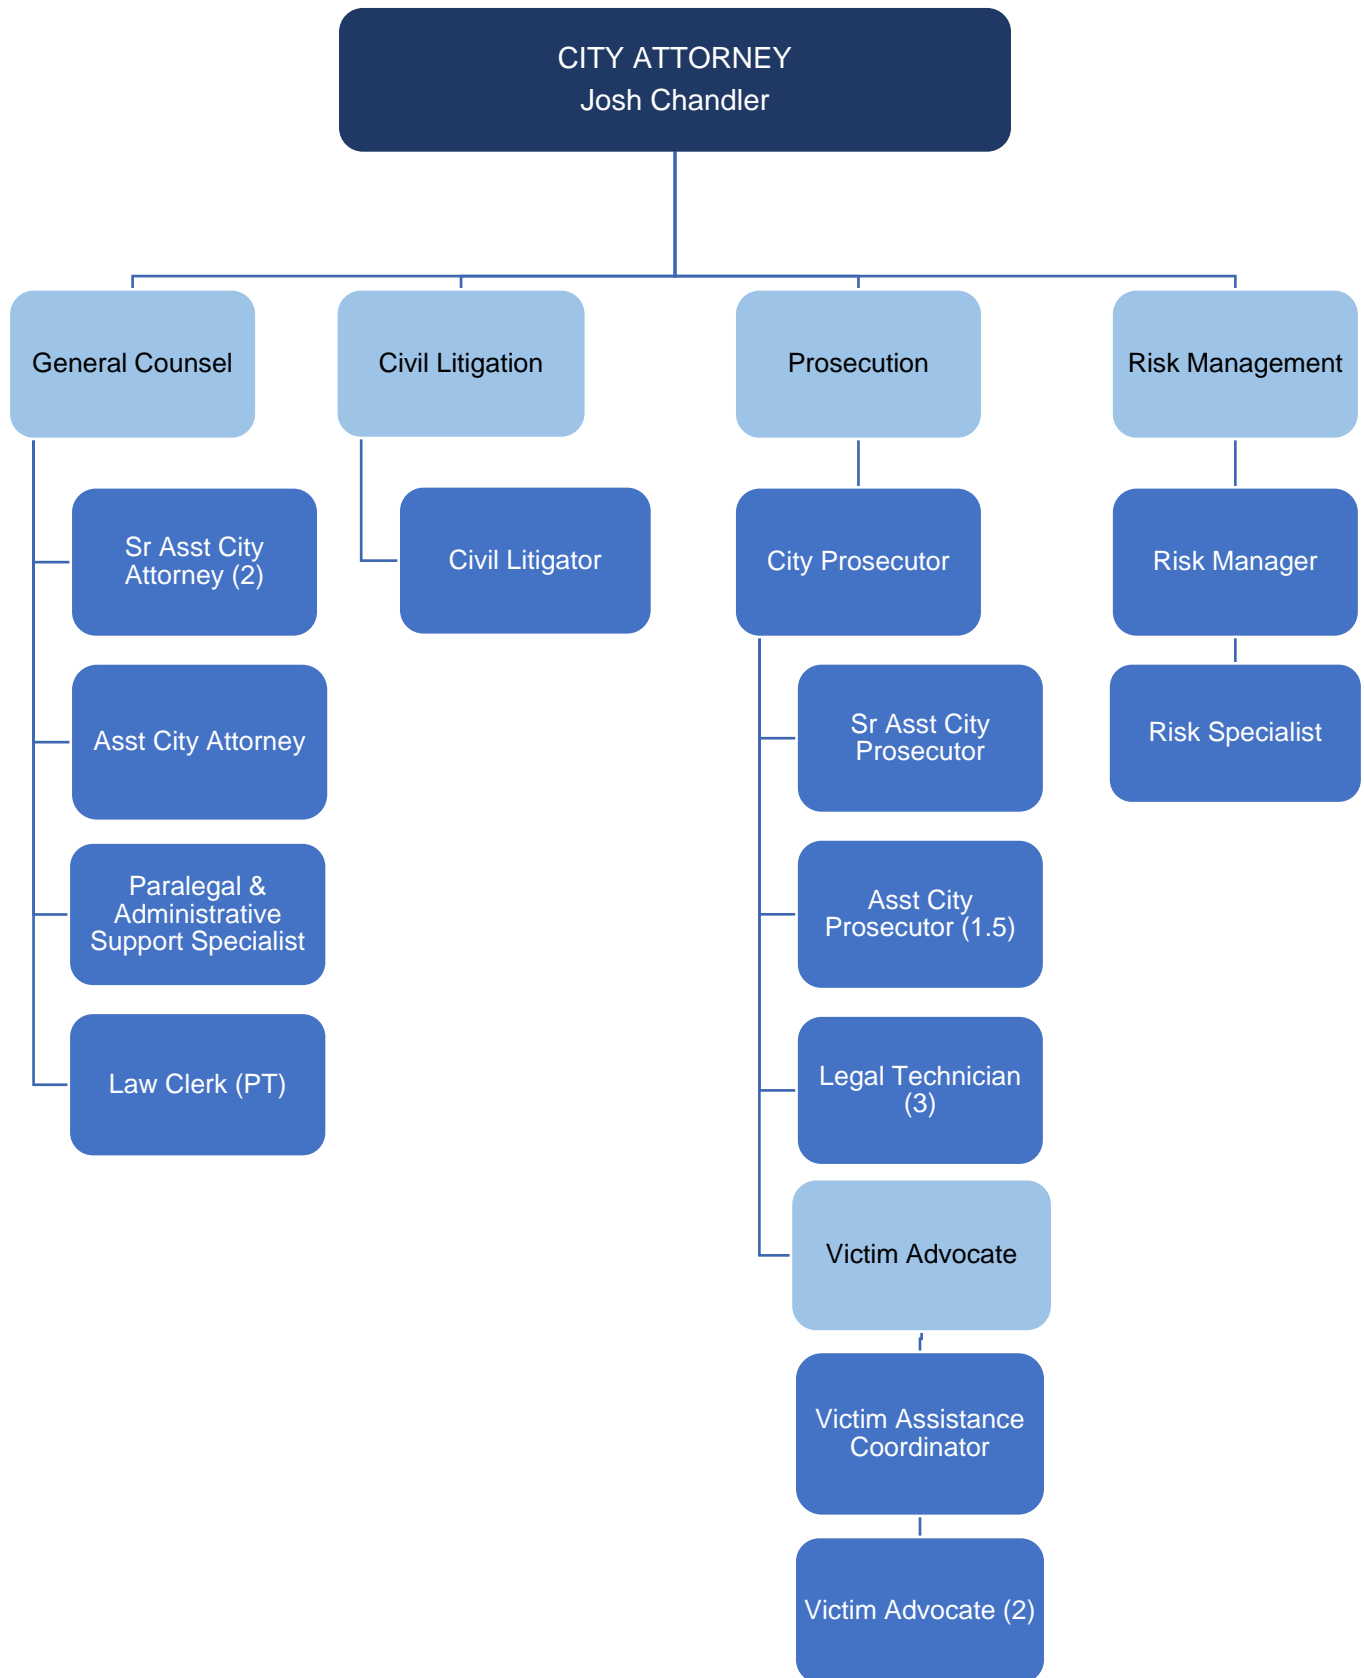 CITY ATTORNEY
Josh Chandler
General Counsel
Civil Litigation
Prosecution
Risk Management
Sr Asst City
Attorney (2)
Civil Litigator
City Prosecutor
Risk Manager
Asst City Attorney
Sr Asst City
Prosecutor
Risk Specialist
Paralegal &
Administrative
Support Specialist
Asst City
Prosecutor (1.5)
Law Clerk (PT)
Legal Technician
(3)
Victim Advocate
Victim Assistance
Coordinator
Victim Advocate (2)